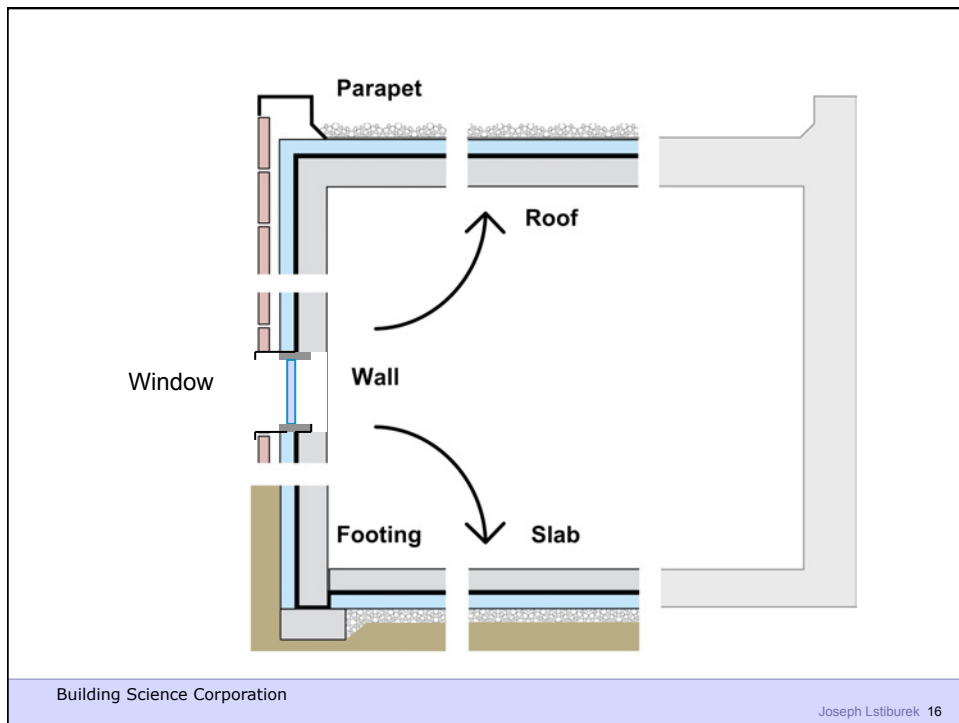 Parapet
Roof
Window
Wall
Footing
Slab
Building Science Corporation
Joseph Lstiburek 16